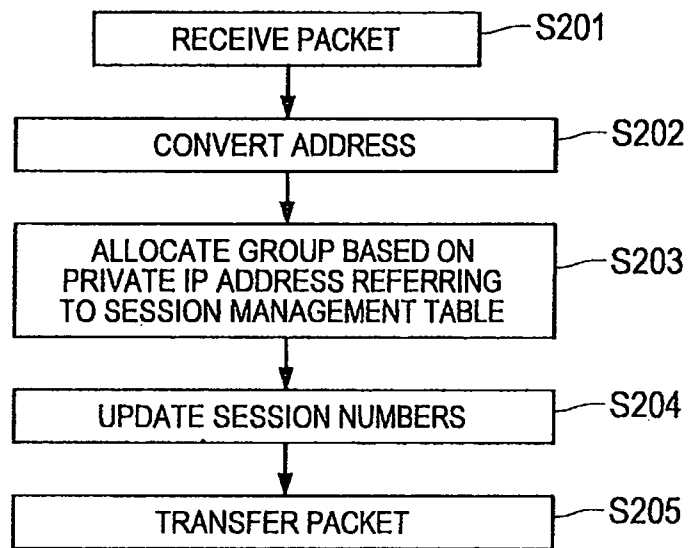 RECEIVE PACKET
S201
CONVERT ADDRESS
S202
ALLOCATE GROUP BASED ON
PRIVATE IP ADDRESS REFERRING
TO SESSION MANAGEMENT TABLE
S203
UPDATE SESSION NUMBERS
S204
TRANSFER PACKET
S205